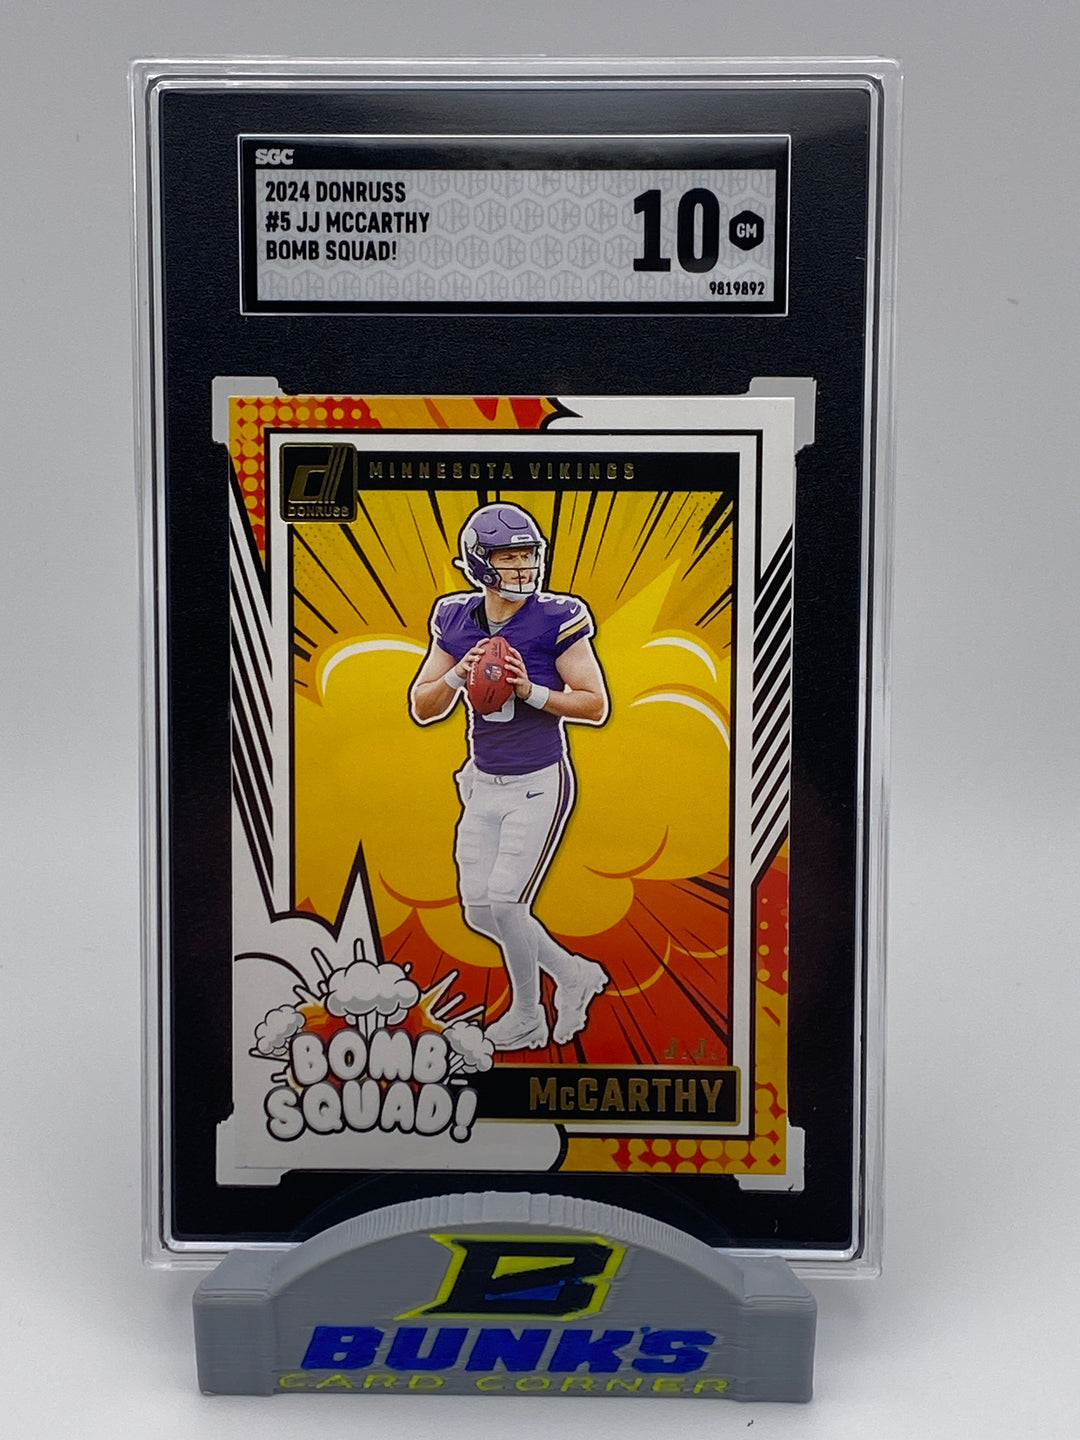 SGC
2024 DONRUSS
#5 JJ MCCARTHY
BOMB SQUAD!
10
GM
9819892
DONRUSS
MINNESOTA VIKINGS
BOMB
SQUAD!
J.J.
McCARTHY
B
BUNK'S
CARD CORNER